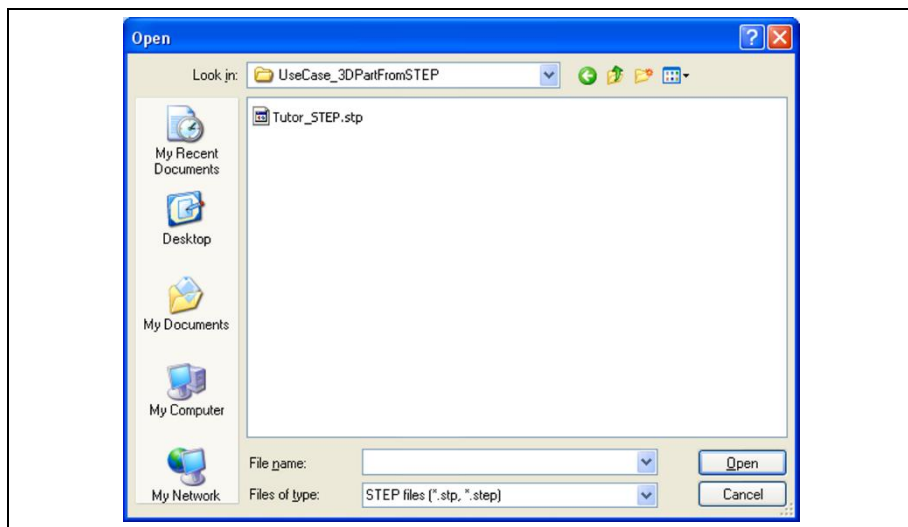 Open
Look in:
UseCase_3DPartFromSTEP
Tutor_STEP.stp
My Recent
Documents
Desktop
My Documents
My Computer
My Network
File name:
Open
Files of type:
STEP files (*.stp, *.step)
Cancel